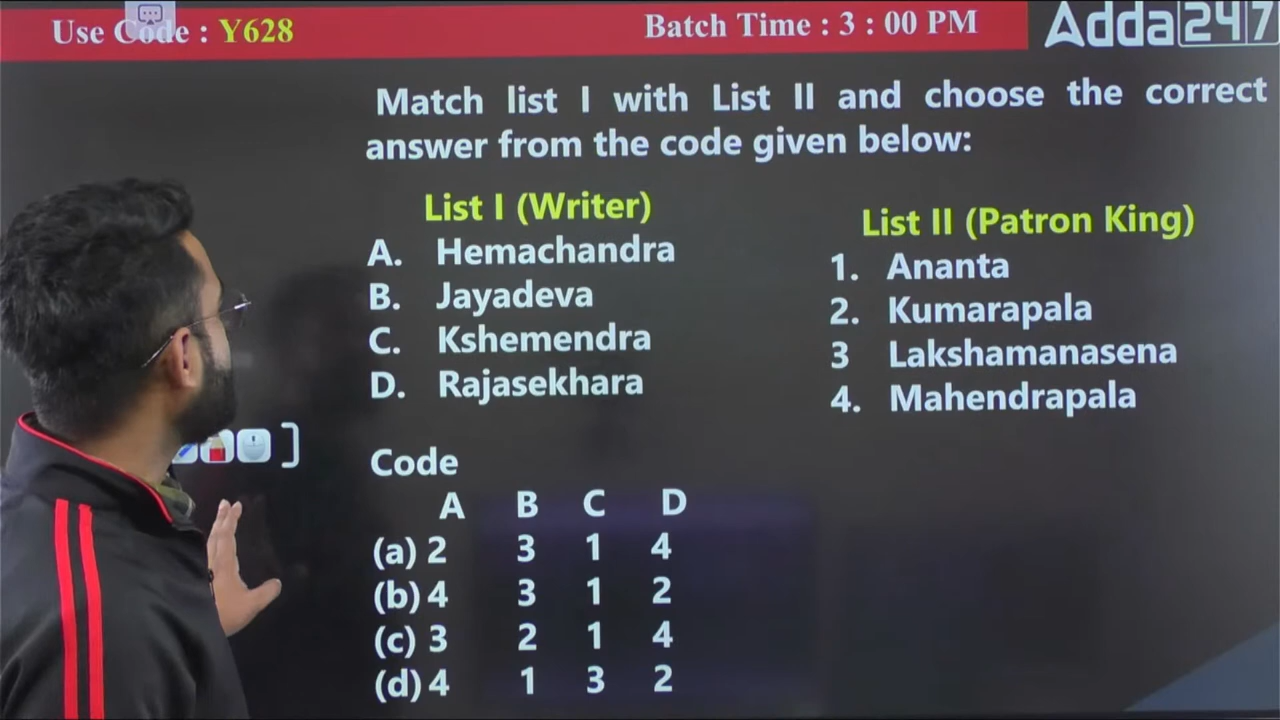 Use Code : Y628
Batch Time : 3 : 00 PM
Adda247
Match list I with List II and choose the correct
answer from the code given below:
List I (Writer)
A. Hemachandra
B. Jayadeva
C. Kshemendra
D. Rajasekhara
List II (Patron King)
1. Ananta
2. Kumarapala
3 Lakshamanasena
4. Mahendrapala
]
Code
A B C D
(a) 2 3 1 4
(b) 4 3 1 2
(c) 3 2 1 4
(d) 4 1 3 2